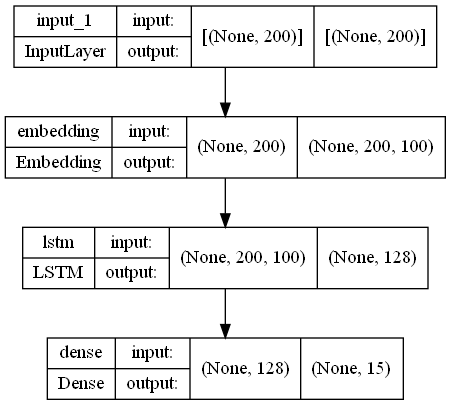 input_1 input: [(None, 200)] [(None, 200)]
InputLayer output:
embedding input: (None, 200) (None, 200, 100)
Embedding output:
lstm input: (None, 200, 100) (None, 128)
LSTM output:
dense input: (None, 128) (None, 15)
Dense output: